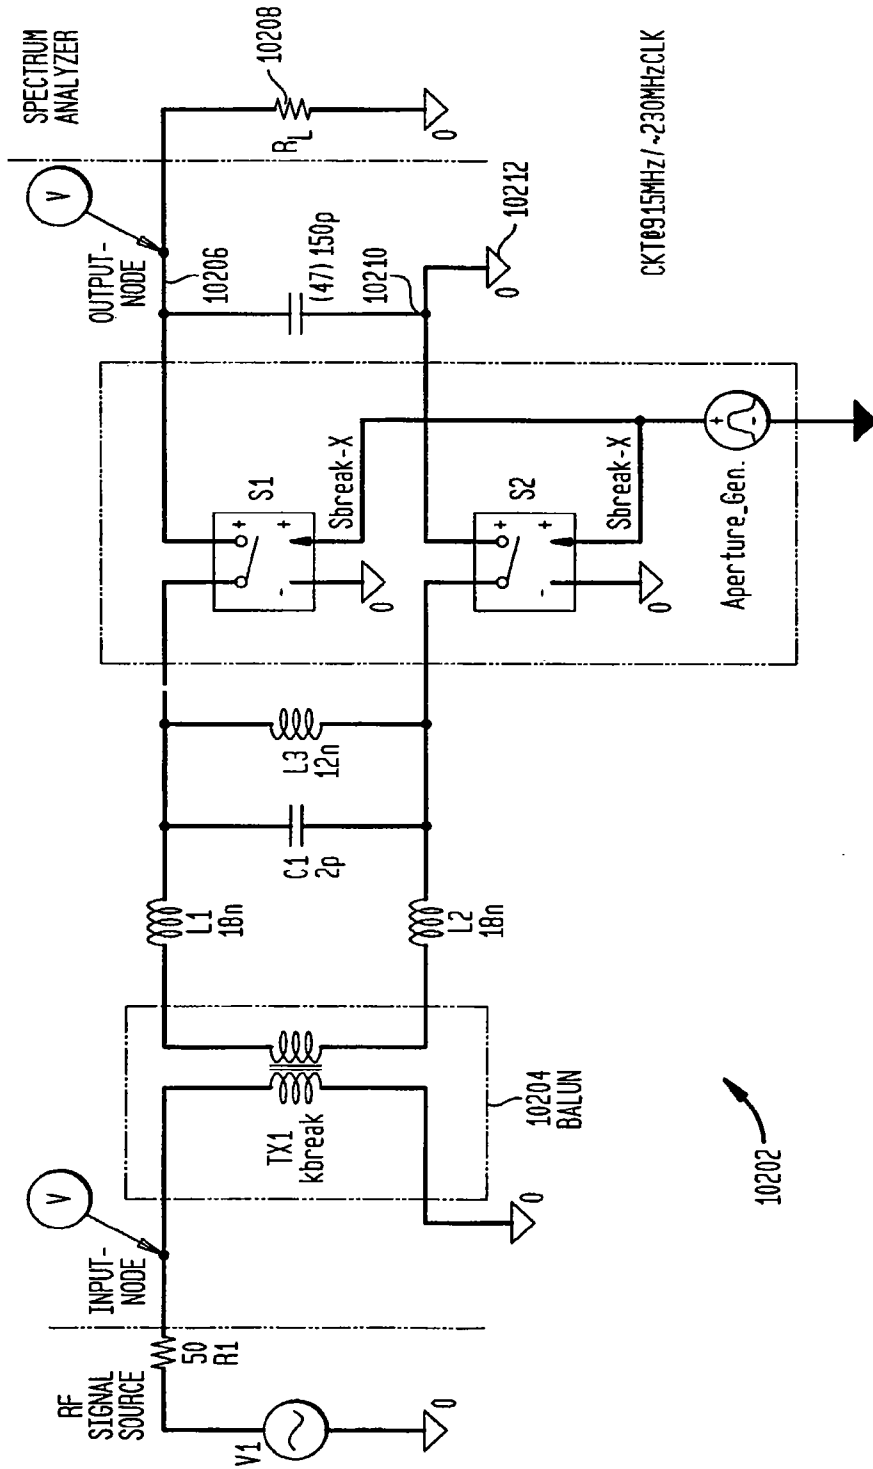 RF
SIGNAL
SOURCE
V1
0
50
R1
INPUT-
NODE
V
0
TX1
kbreak
10204
BALUN
L1
18n
L2
18n
C1
2p
L3
12n
S1
+
+
-
Sbreak-X
0
S2
+
+
-
Sbreak-X
0
Aperture_Gen.
+
-
OUTPUT-
NODE
V
10206
(47) 150p
10210
0
10212
SPECTRUM
ANALYZER
RL
10208
0
CKT@915MHz/~230MHzCLK
10202